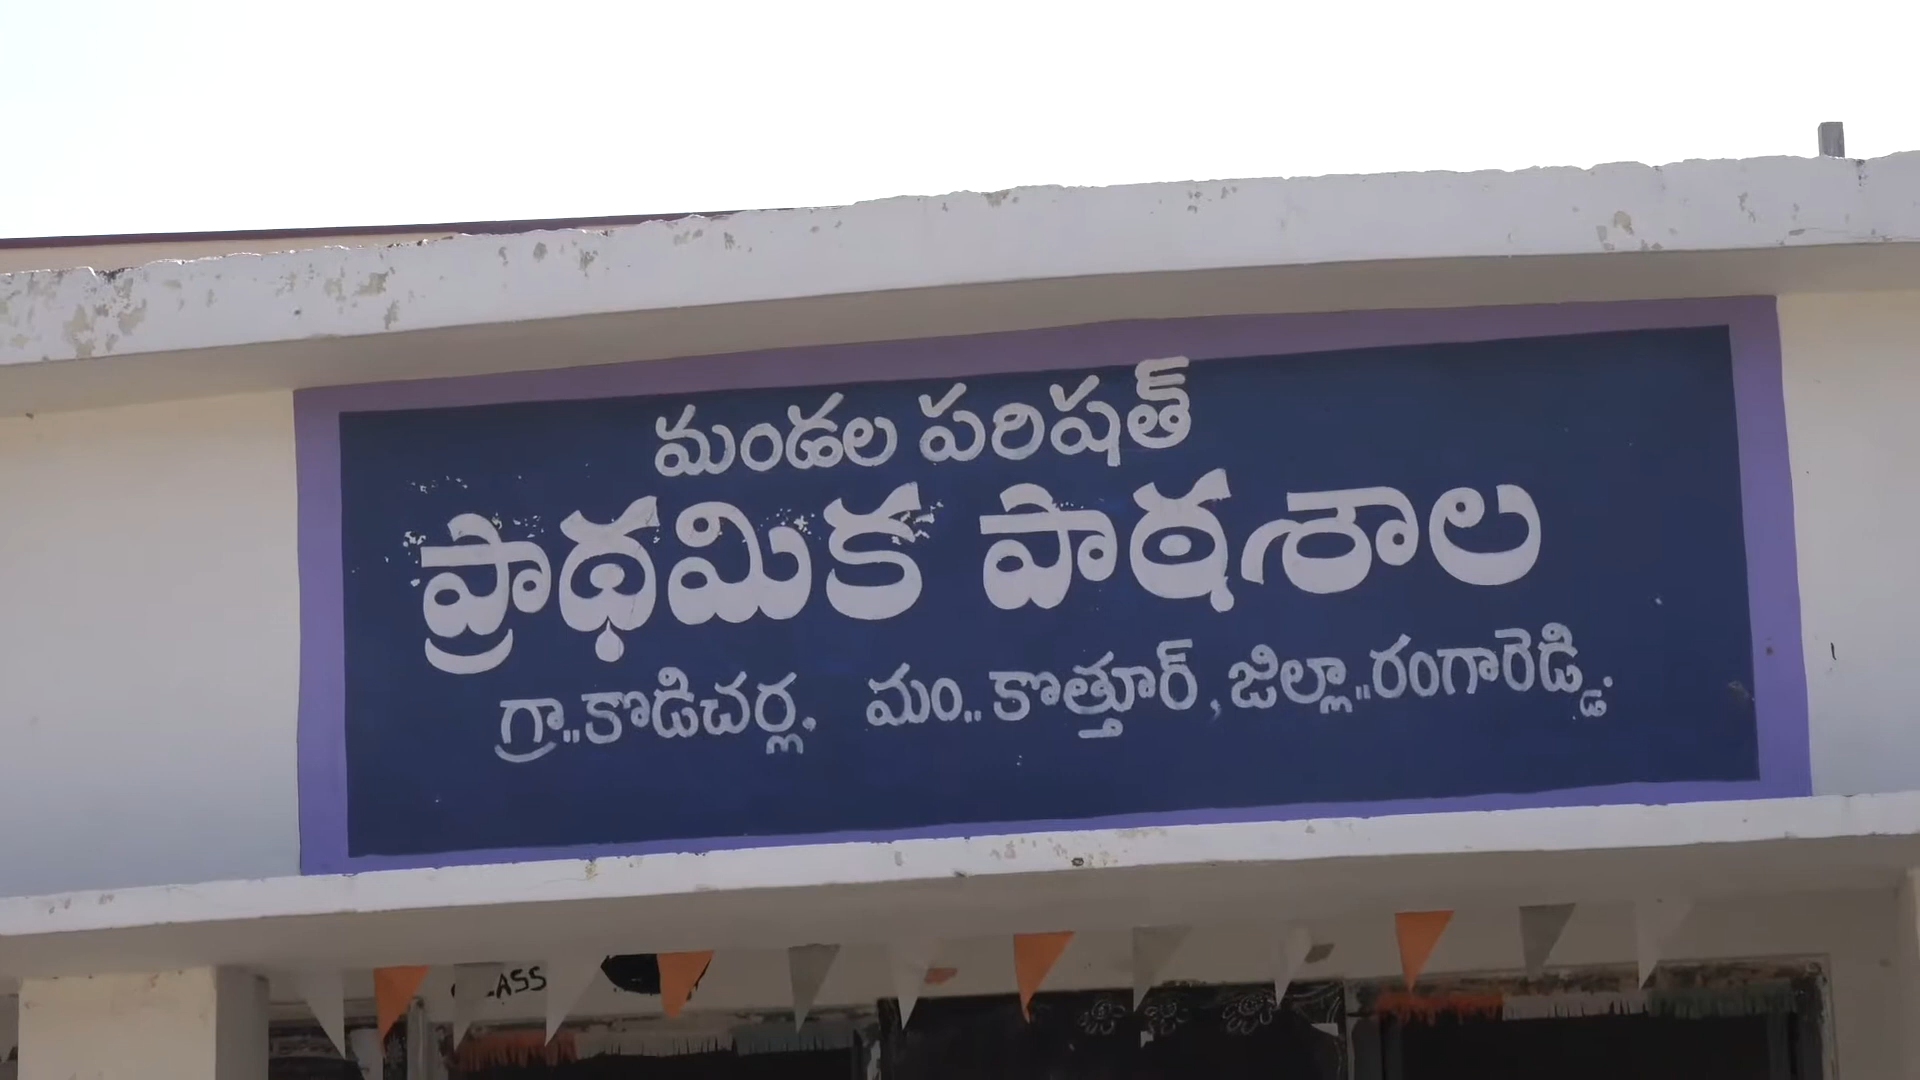 మండల పరిషత్
ప్రాథమిక పాఠశాల
గ్రా..కొడిచర్ల. మం..కొత్తూర్, జిల్లా..రంగారెడ్డి.